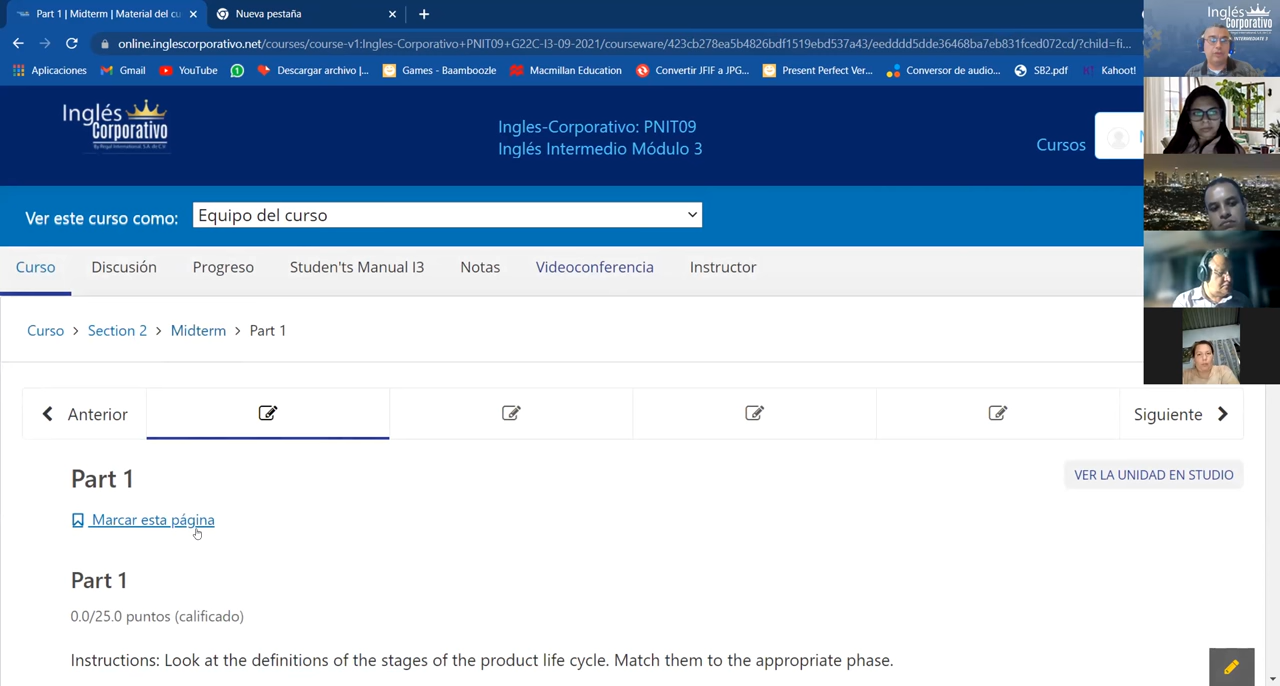 Part 1 | Midterm | Material del cu
Nueva pestaña
online.inglescorporativo.net/courses/course-v1:Ingles-Corporativo+PNIT09+G22C-I3-09-2021/courseware/423cb278ea5b4826bdf1519ebd537a43/eedddd5dde36468ba7eb831fced072cd/?child=fi...
Aplicaciones Gmail YouTube Descargar archivo |... Games - Baamboozle Macmillan Education Convertir JFIF a JPG... Present Perfect Ver... Conversor de audio... SB2.pdf Kahoot!
Inglés
INTERMEDIATE 3
Inglés
Corporativo
By Regal International, S.A. de C.V.
Ingles-Corporativo: PNIT09
Inglés Intermedio Módulo 3
Cursos
Ver este curso como: Equipo del curso
Curso Discusión Progreso Studen'ts Manual I3 Notas Videoconferencia Instructor
Curso > Section 2 > Midterm > Part 1
Anterior Siguiente
Part 1
VER LA UNIDAD EN STUDIO
Marcar esta página
Part 1
0.0/25.0 puntos (calificado)
Instructions: Look at the definitions of the stages of the product life cycle. Match them to the appropriate phase.